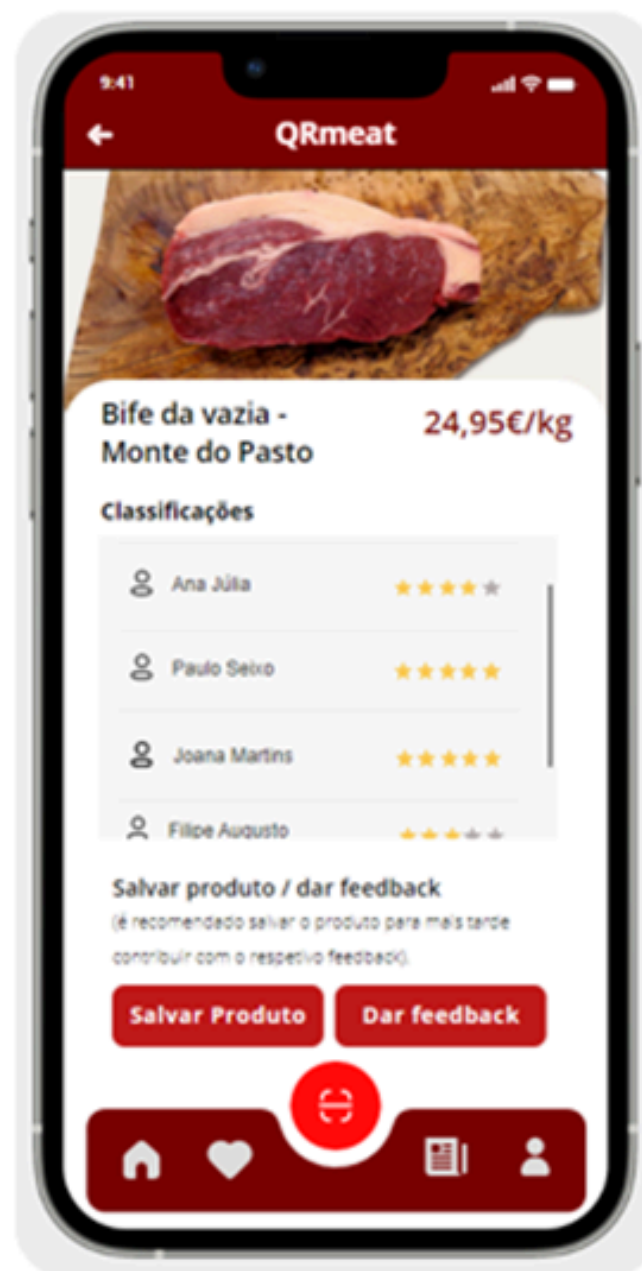 9:41
QRmeat
Bife da vazia -
Monte do Pasto
24,95€/kg
Classificações
Ana Júlia
Paulo Seixo
Joana Martins
Filipe Augusto
Salvar produto / dar feedback
(é recomendado salvar o produto para mais tarde
contribuir com o respetivo feedback).
Salvar Produto
Dar feedback